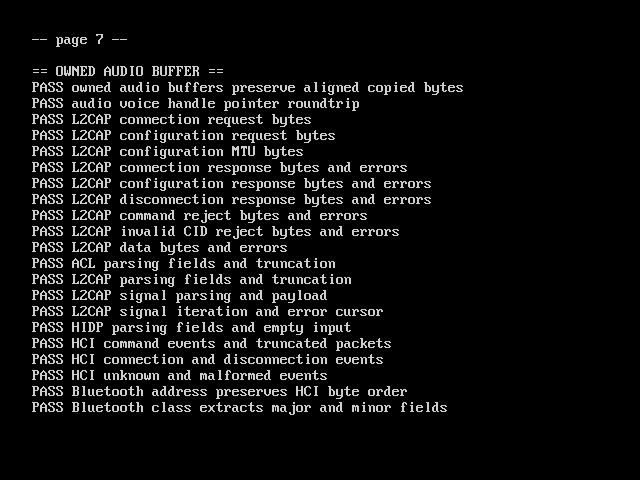 -- page 7 --
== OWNED AUDIO BUFFER ==
PASS owned audio buffers preserve aligned copied bytes
PASS audio voice handle pointer roundtrip
PASS L2CAP connection request bytes
PASS L2CAP configuration request bytes
PASS L2CAP configuration MTU bytes
PASS L2CAP connection response bytes and errors
PASS L2CAP configuration response bytes and errors
PASS L2CAP disconnection response bytes and errors
PASS L2CAP command reject bytes and errors
PASS L2CAP invalid CID reject bytes and errors
PASS L2CAP data bytes and errors
PASS ACL parsing fields and truncation
PASS L2CAP parsing fields and truncation
PASS L2CAP signal parsing and payload
PASS L2CAP signal iteration and error cursor
PASS HIDP parsing fields and empty input
PASS HCI command events and truncated packets
PASS HCI connection and disconnection events
PASS HCI unknown and malformed events
PASS Bluetooth address preserves HCI byte order
PASS Bluetooth class extracts major and minor fields